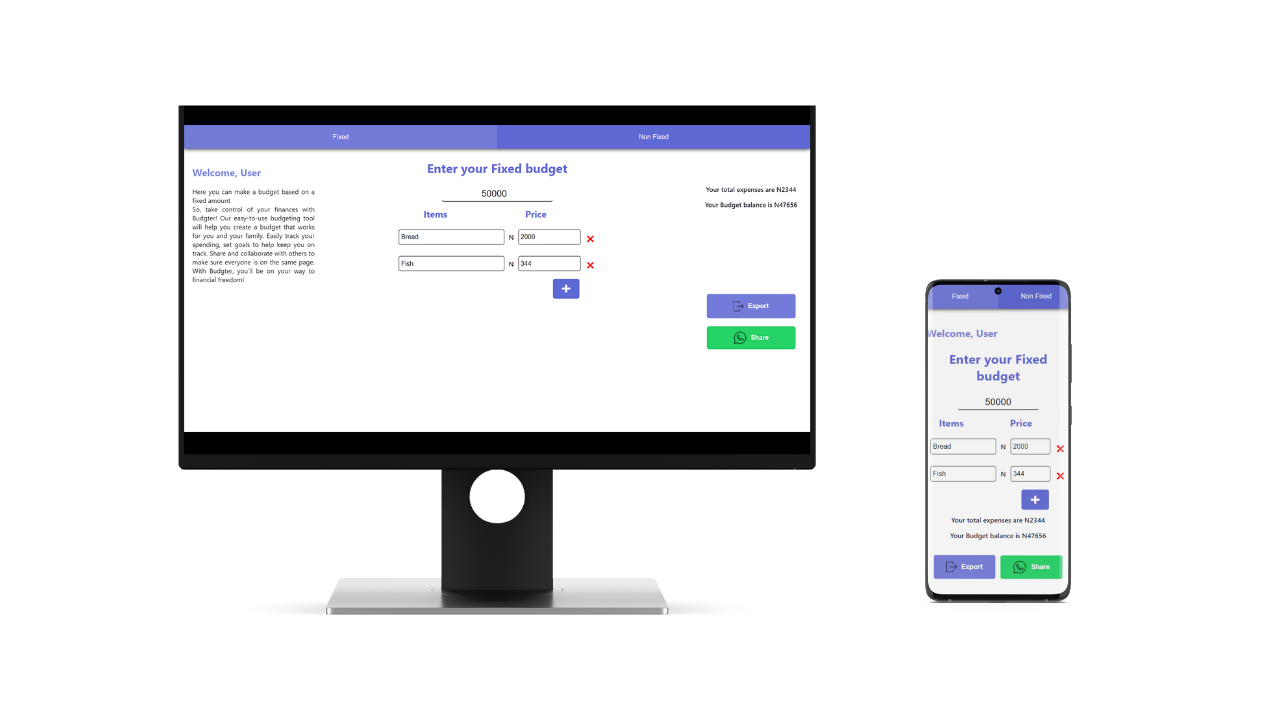 Fixed
Non Fixed
Welcome, User
Here you can make a budget based on a
fixed amount
So, take control of your finances with
Budgter! Our easy-to-use budgeting tool
will help you create a budget that works
for you and your family. Easily track your
spending, set goals to help keep you on
track. Share and collaborate with others to
make sure everyone is on the same page.
With Budgter, you'll be on your way to
financial freedom!
Enter your Fixed budget
50000
Items Price
Bread N 2000
Fish N 344
Your total expenses are N2344
Your Budget balance is N47656
Export
Share
Fixed Non Fixed
Welcome, User
Enter your Fixed
budget
50000
Items Price
Bread N 2000
Fish N 344
Your total expenses are N2344
Your Budget balance is N47656
Export Share